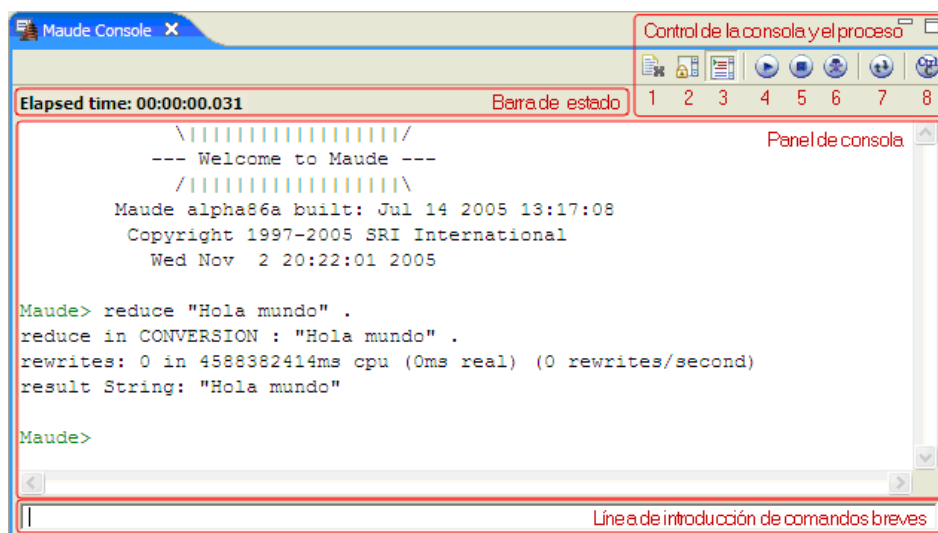 Maude Console
Control de la consola y el proceso
Elapsed time: 00:00:00.031
Barra de estado
1 2 3 4 5 6 7 8
Panel de consola
\||||||||||||||||||/
--- Welcome to Maude ---
/||||||||||||||||||\
Maude alpha86a built: Jul 14 2005 13:17:08
Copyright 1997-2005 SRI International
Wed Nov  2 20:22:01 2005
Maude> reduce "Hola mundo" .
reduce in CONVERSION : "Hola mundo" .
rewrites: 0 in 4588382414ms cpu (0ms real) (0 rewrites/second)
result String: "Hola mundo"
Maude>
Línea de introducción de comandos breves